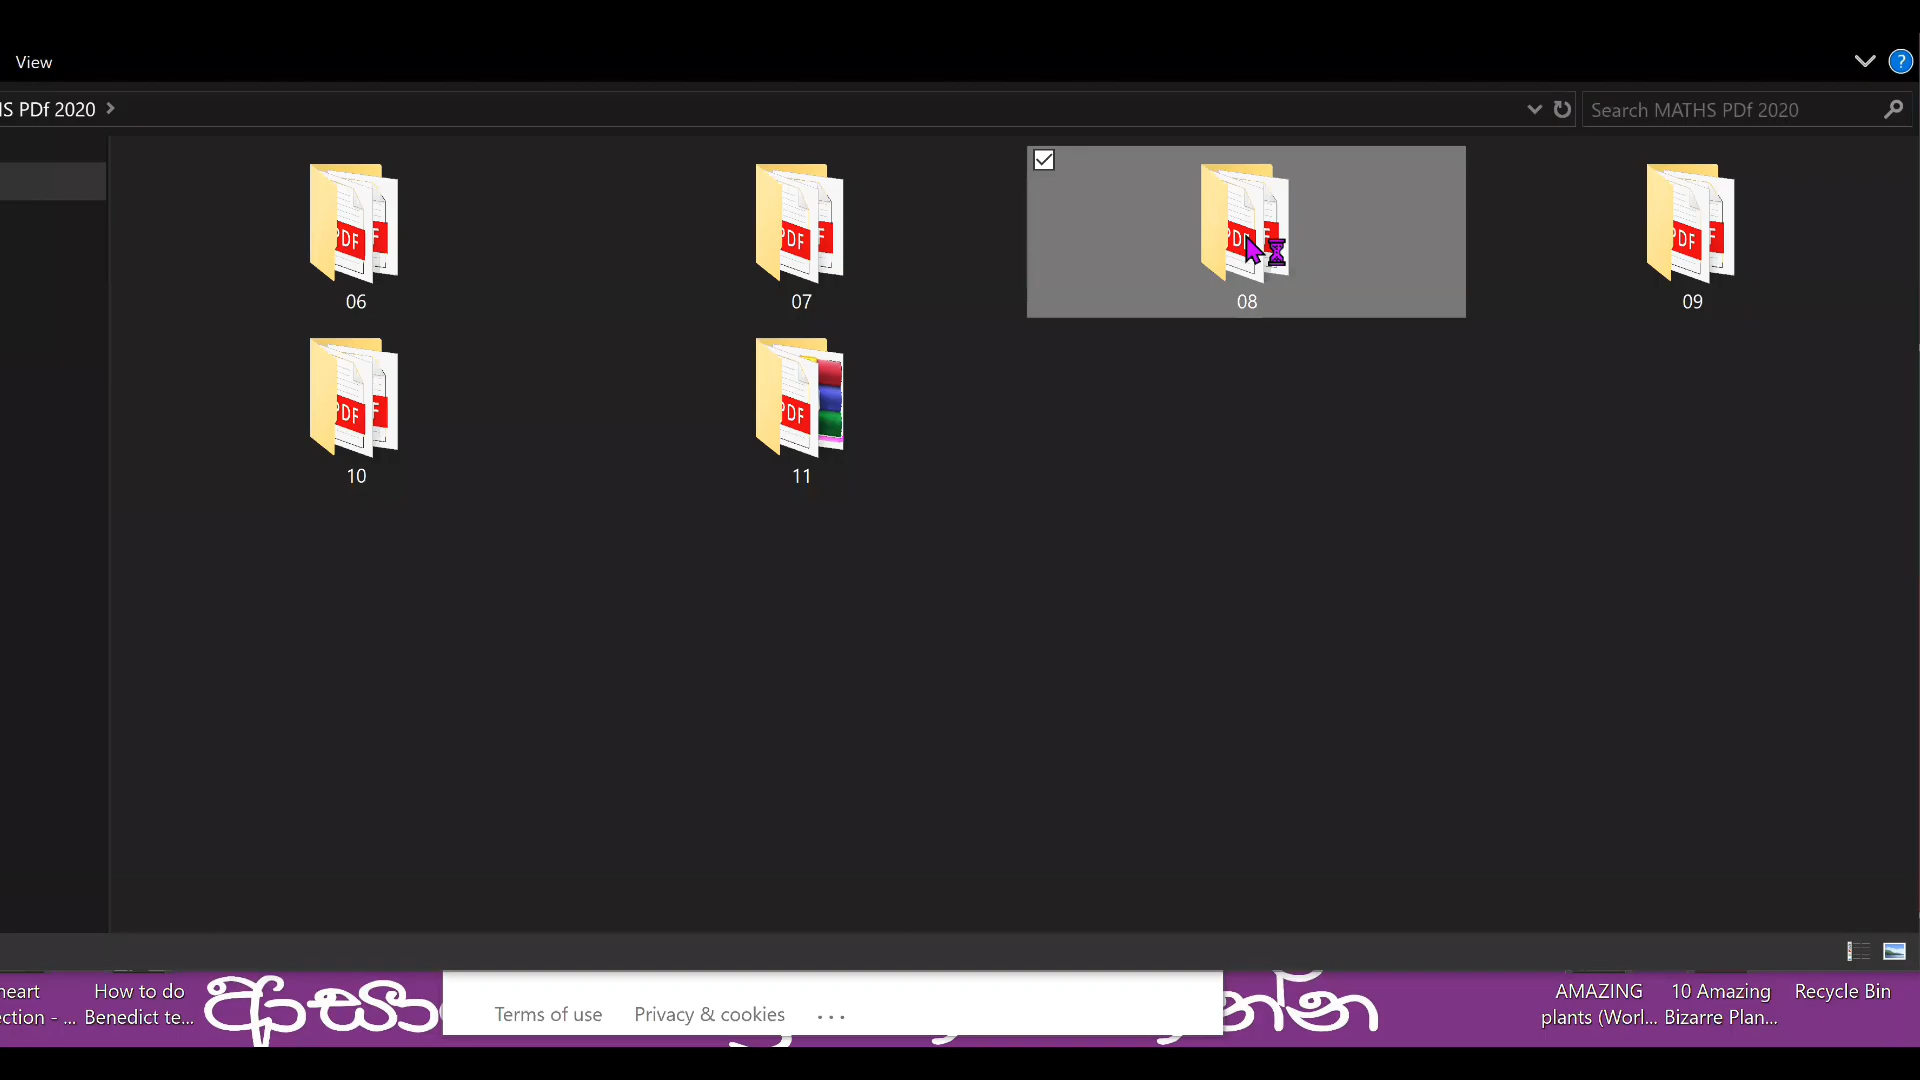 View
?
IS PDf 2020
Search MATHS PDf 2020
06
07
08
09
10
11
heart
ction - ...
How to do
Benedict te...
Terms of use
Privacy & cookies
...
AMAZING
plants (Worl...
10 Amazing
Bizarre Plan...
Recycle Bin